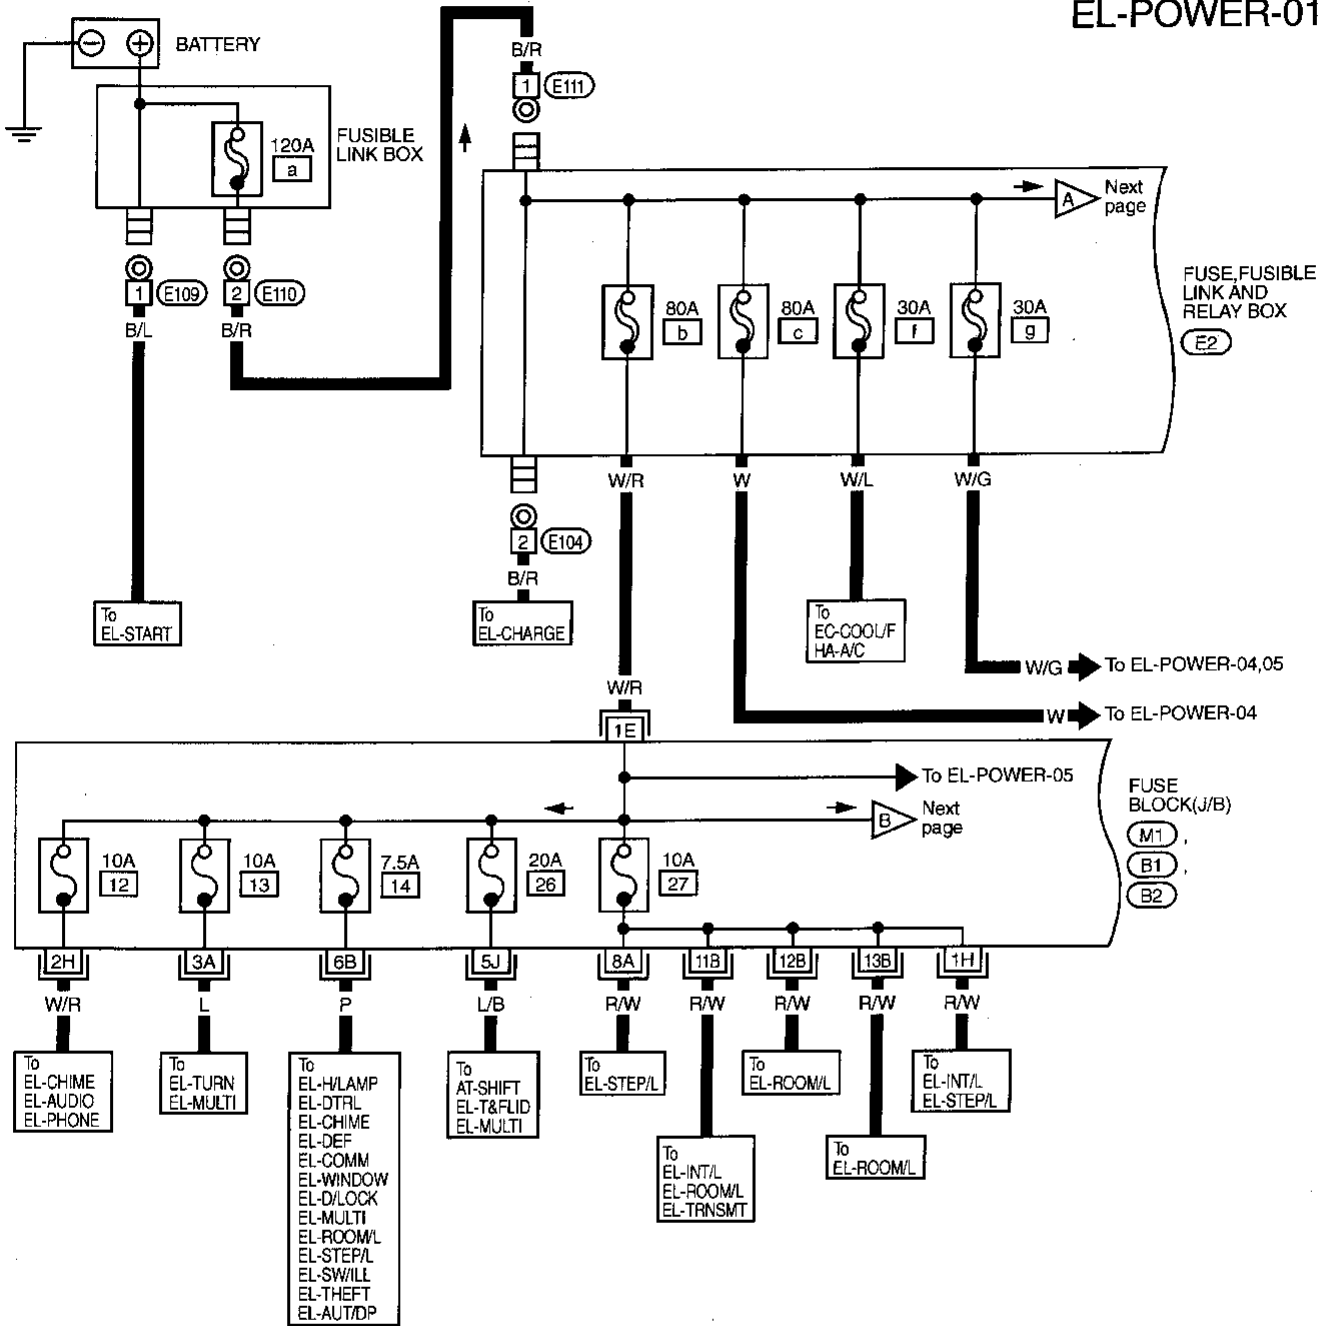 EL-POWER-01
BATTERY
FUSIBLE
LINK BOX
120A
a
1
E109
2
E110
B/L
B/R
To
EL-START
B/R
1
E111
A
Next
page
FUSE,FUSIBLE
LINK AND
RELAY BOX
E2
80A
b
80A
c
30A
f
30A
g
W/R
W
W/L
W/G
2
E104
B/R
To
EL-CHARGE
To
EC-COOL/F
HA-A/C
W/G
To EL-POWER-04,05
W
To EL-POWER-04
W/R
1E
To EL-POWER-05
B
Next
page
FUSE
BLOCK(J/B)
M1 ,
B1 ,
B2
10A
12
10A
13
7.5A
14
20A
26
10A
27
2H
3A
6B
5J
8A
11B
12B
13B
1H
W/R
L
P
L/B
R/W
R/W
R/W
R/W
R/W
To
EL-CHIME
EL-AUDIO
EL-PHONE
To
EL-TURN
EL-MULTI
To
EL-H/LAMP
EL-DTRL
EL-CHIME
EL-DEF
EL-COMM
EL-WINDOW
EL-D/LOCK
EL-MULTI
EL-ROOM/L
EL-STEP/L
EL-SW/ILL
EL-THEFT
EL-AUT/DP
To
AT-SHIFT
EL-T&FLID
EL-MULTI
To
EL-STEP/L
To
EL-INT/L
EL-ROOM/L
EL-TRNSMT
To
EL-ROOM/L
To
EL-ROOM/L
To
EL-INT/L
EL-STEP/L